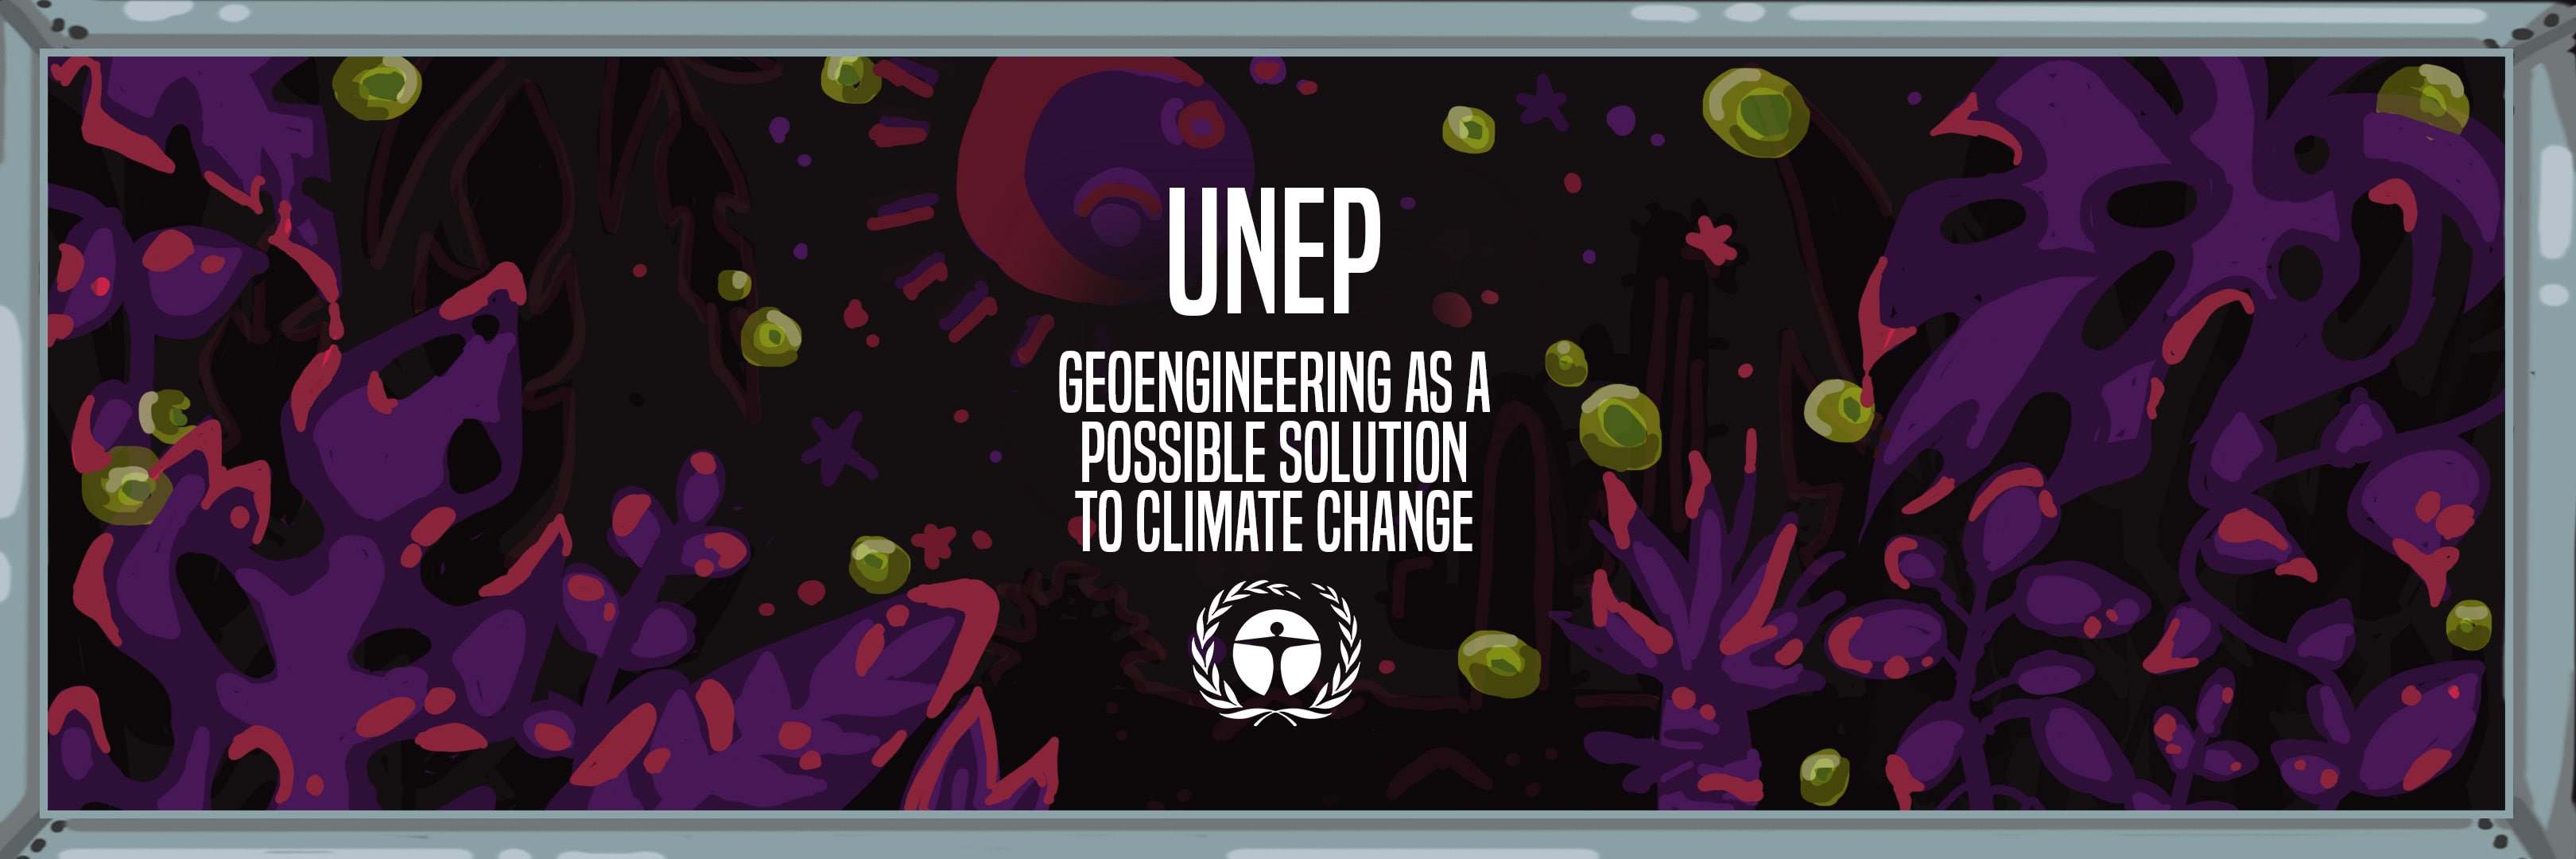 UNEP
GEOENGINEERING AS A
POSSIBLE SOLUTION
TO CLIMATE CHANGE